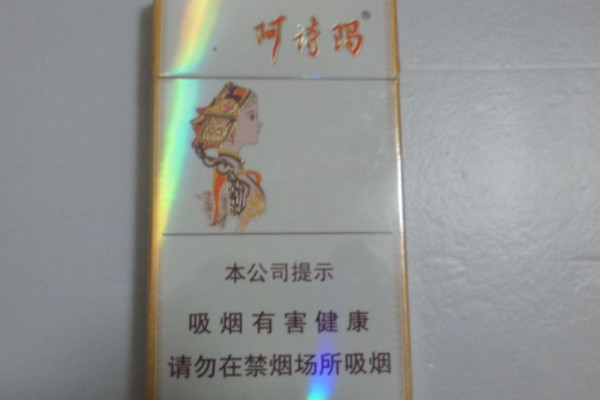 阿诗玛®
本公司提示
吸烟有害健康
请勿在禁烟场所吸烟